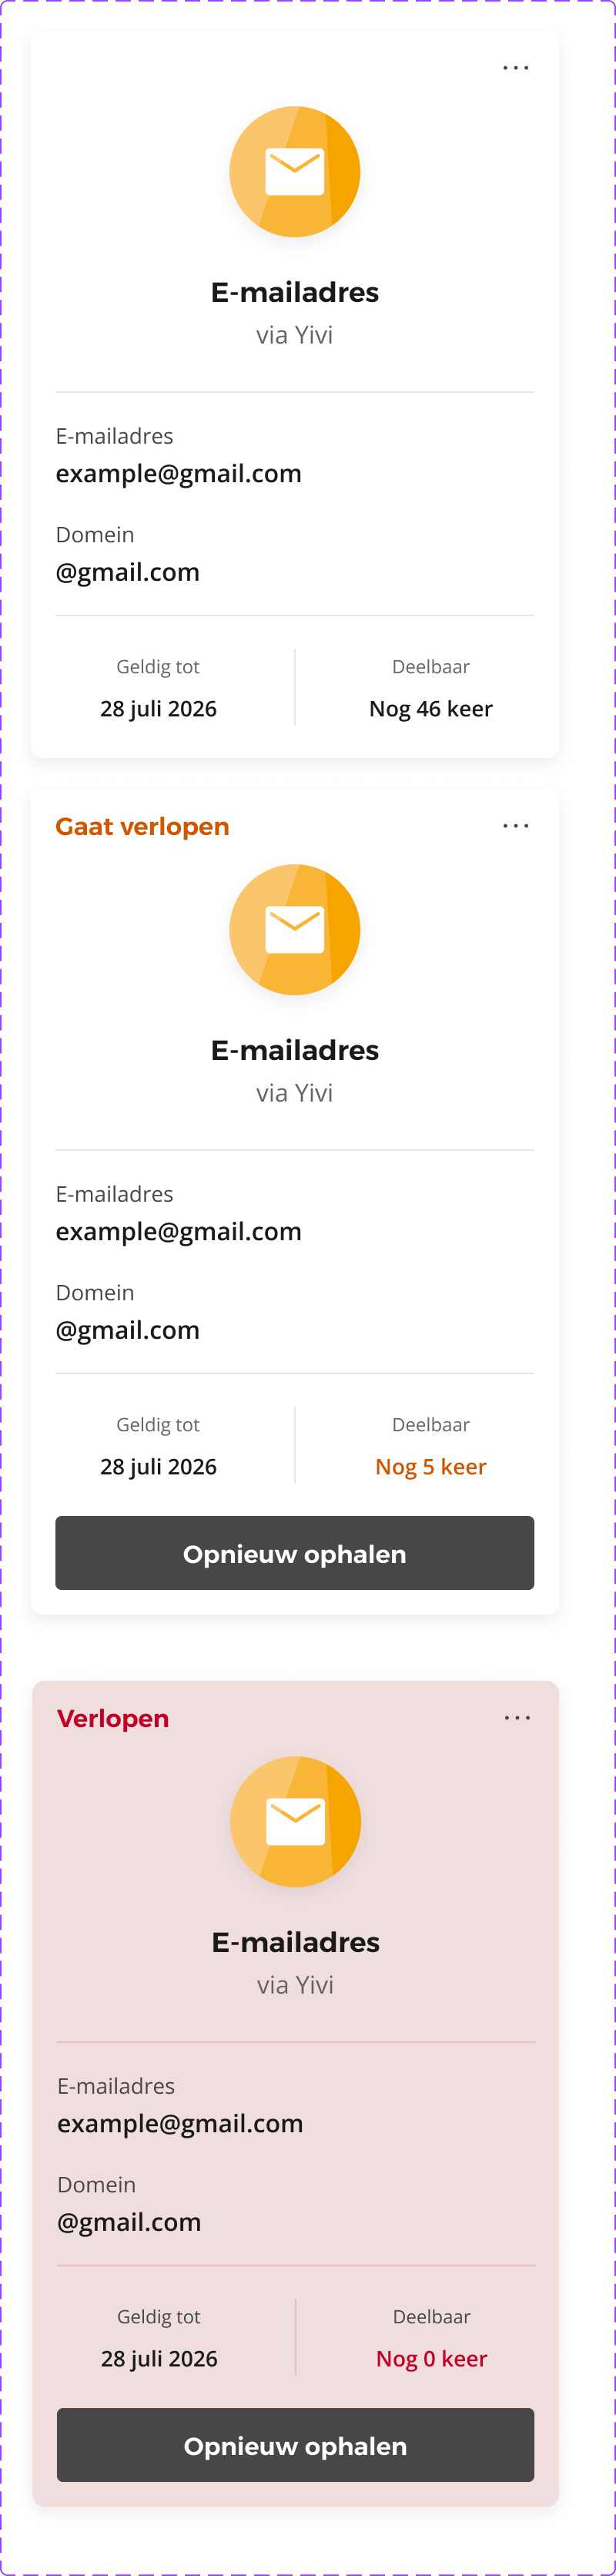 E-mailadres
via Yivi
E-mailadres
example@gmail.com
Domein
@gmail.com
Geldig tot
28 juli 2026
Deelbaar
Nog 46 keer
Gaat verlopen
E-mailadres
via Yivi
E-mailadres
example@gmail.com
Domein
@gmail.com
Geldig tot
28 juli 2026
Deelbaar
Nog 5 keer
Opnieuw ophalen
Verlopen
E-mailadres
via Yivi
E-mailadres
example@gmail.com
Domein
@gmail.com
Geldig tot
28 juli 2026
Deelbaar
Nog 0 keer
Opnieuw ophalen